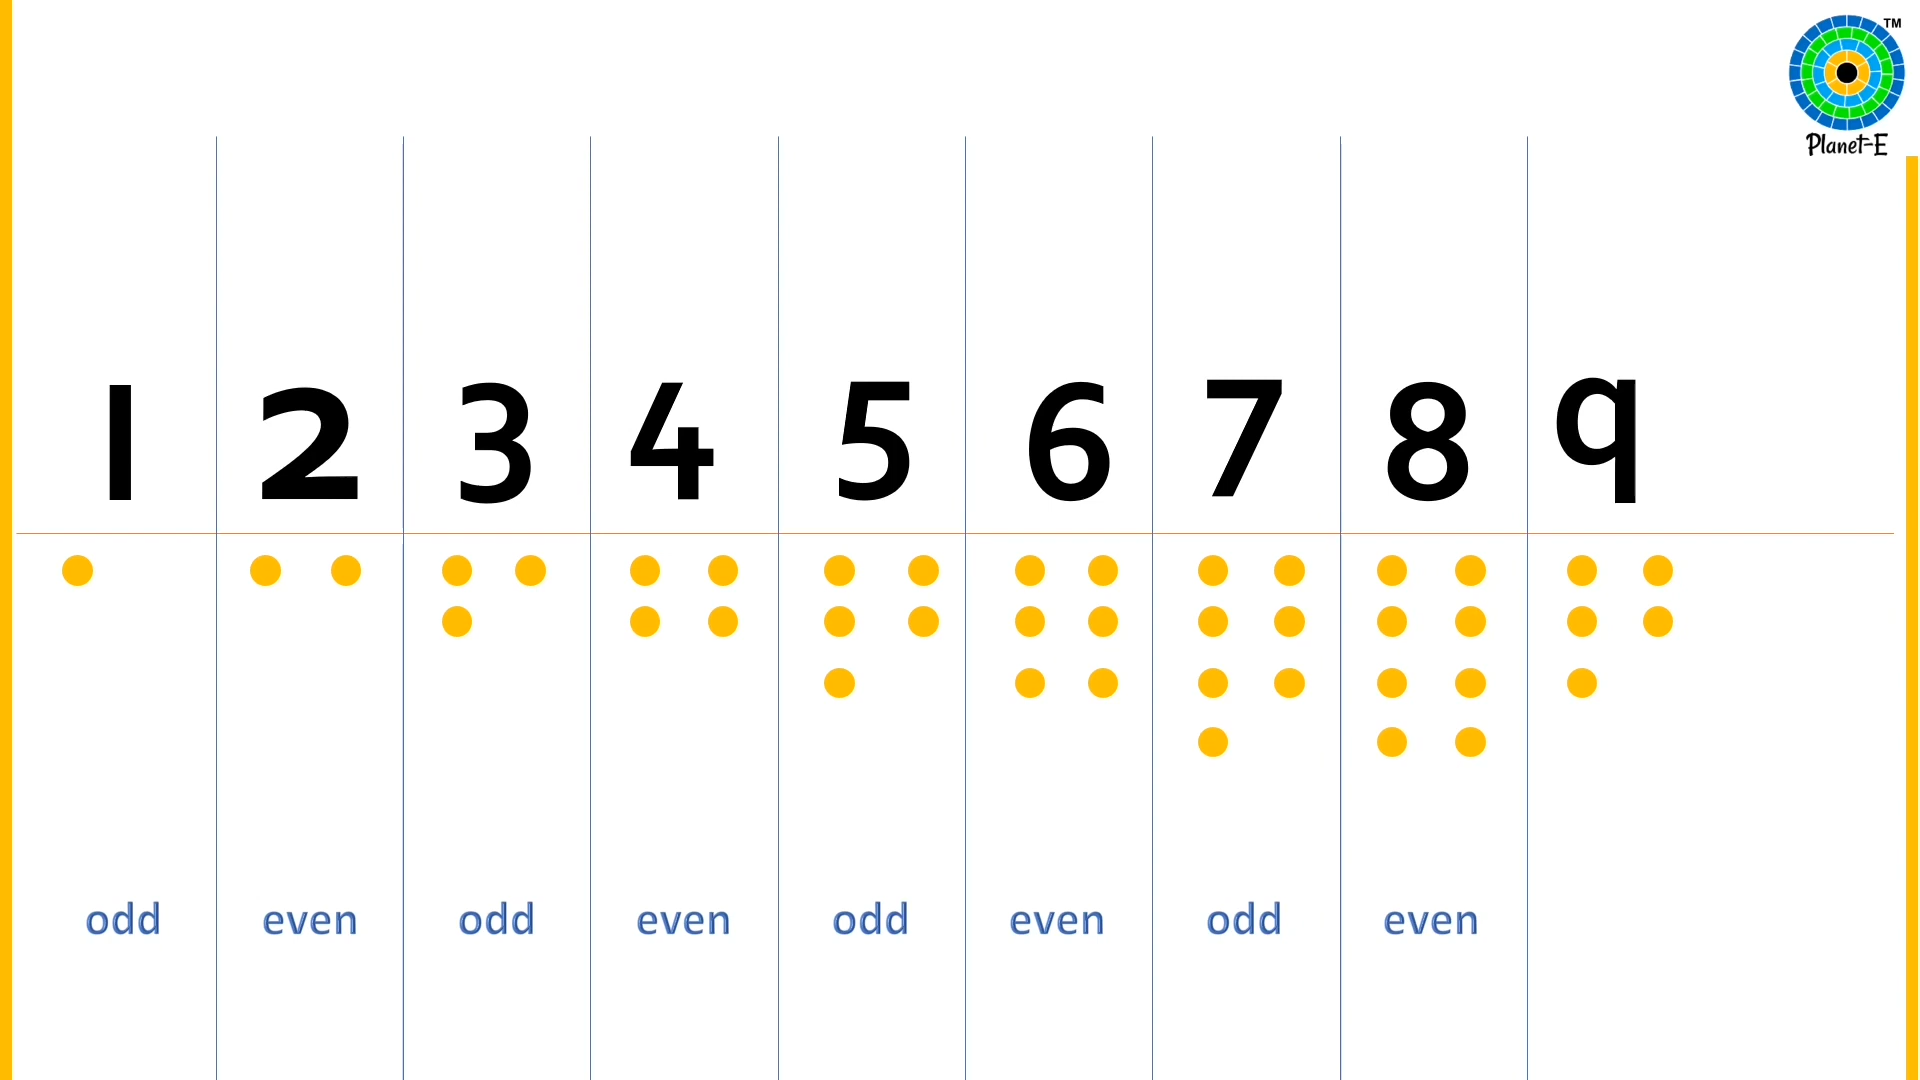 TM
Planet-E
1 2 3 4 5 6 7 8 9
odd even odd even odd even odd even